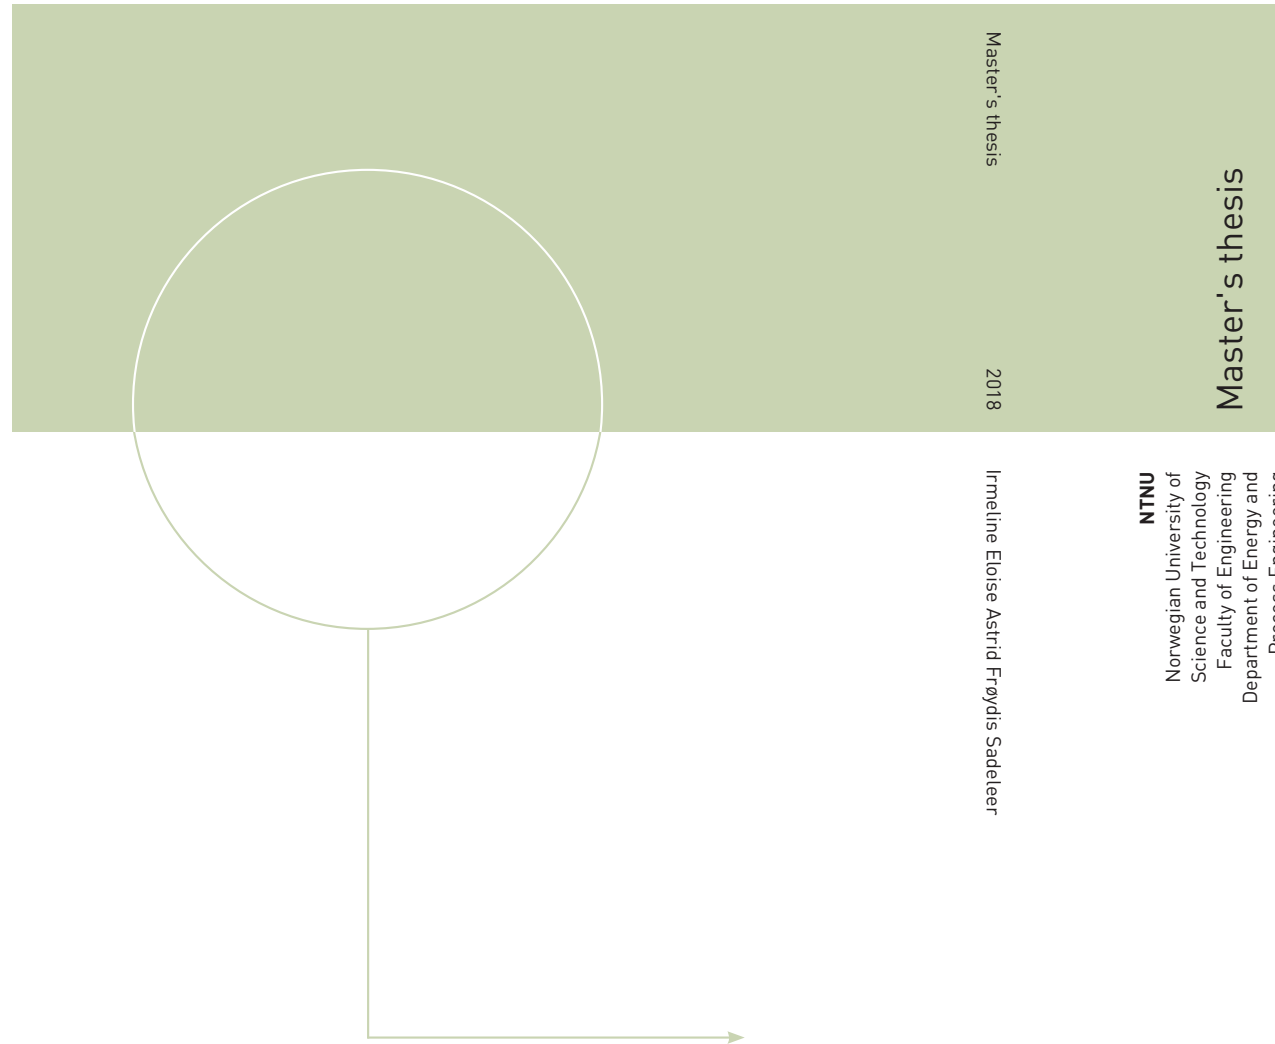 Master's thesis
2018
Irmeline Eloise Astrid Frøydis Sadeleer
Master's thesis
NTNU
Norwegian University of
Science and Technology
Faculty of Engineering
Department of Energy and